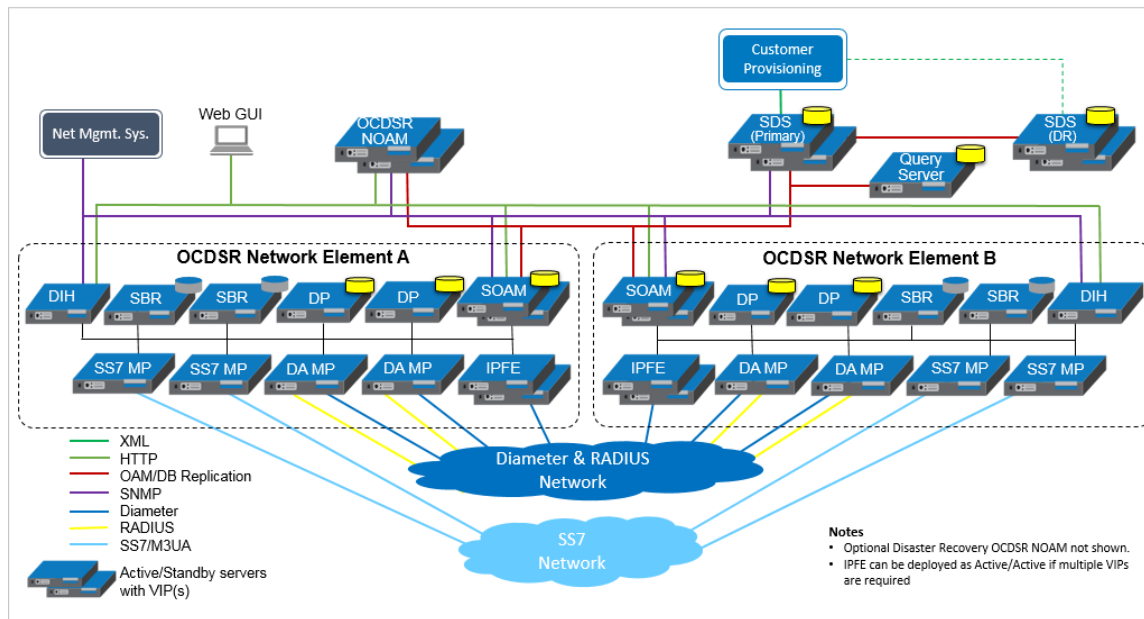 Customer
Provisioning
Net Mgmt. Sys.
Web GUI
OCDSR
NOAM
SDS
(Primary)
SDS
(DR)
Query
Server
OCDSR Network Element A
OCDSR Network Element B
DIH
SBR
SBR
DP
DP
SOAM
SOAM
DP
DP
SBR
SBR
DIH
SS7 MP
SS7 MP
DA MP
DA MP
IPFE
IPFE
DA MP
DA MP
SS7 MP
SS7 MP
XML
HTTP
OAM/DB Replication
SNMP
Diameter
RADIUS
SS7/M3UA
Active/Standby servers
with VIP(s)
Diameter & RADIUS
Network
SS7
Network
Notes
• Optional Disaster Recovery OCDSR NOAM not shown.
• IPFE can be deployed as Active/Active if multiple VIPs
are required